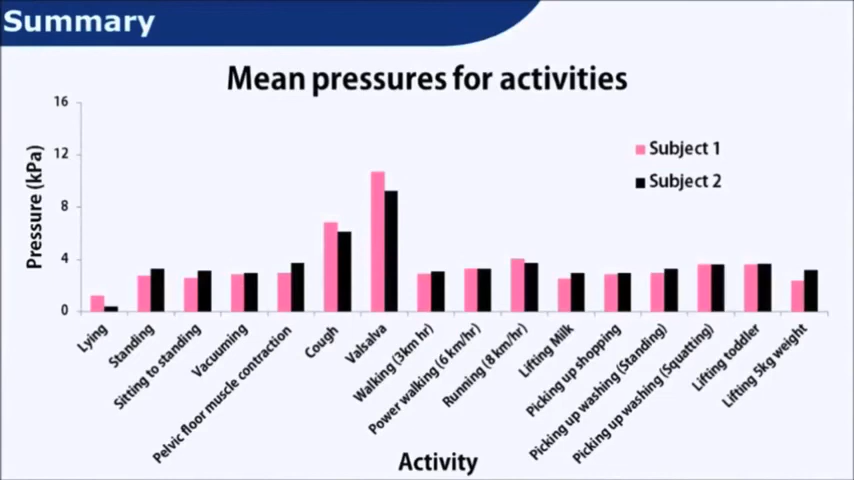 Summary
Mean pressures for activities
16
12
8
4
0
Pressure (kPa)
Subject 1
Subject 2
Lying
Standing
Sitting to standing
Vacuuming
Pelvic floor muscle contraction
Cough
Valsalva
Walking (3km hr)
Power walking (6 km/hr)
Running (8 km/hr)
Lifting Milk
Picking up shopping
Picking up washing (Standing)
Picking up washing (Squatting)
Lifting toddler
Lifting 5kg weight
Activity